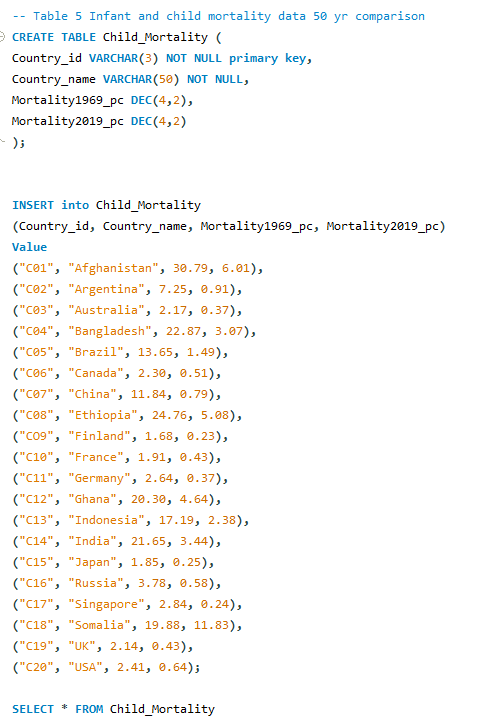 -- Table 5 Infant and child mortality data 50 yr comparison
CREATE TABLE Child_Mortality (
Country_id VARCHAR(3) NOT NULL primary key,
Country_name VARCHAR(50) NOT NULL,
Mortality1969_pc DEC(4,2),
Mortality2019_pc DEC(4,2)
);
INSERT into Child_Mortality
(Country_id, Country_name, Mortality1969_pc, Mortality2019_pc)
Value
("C01", "Afghanistan", 30.79, 6.01),
("C02", "Argentina", 7.25, 0.91),
("C03", "Australia", 2.17, 0.37),
("C04", "Bangladesh", 22.87, 3.07),
("C05", "Brazil", 13.65, 1.49),
("C06", "Canada", 2.30, 0.51),
("C07", "China", 11.84, 0.79),
("C08", "Ethiopia", 24.76, 5.08),
("CO9", "Finland", 1.68, 0.23),
("C10", "France", 1.91, 0.43),
("C11", "Germany", 2.64, 0.37),
("C12", "Ghana", 20.30, 4.64),
("C13", "Indonesia", 17.19, 2.38),
("C14", "India", 21.65, 3.44),
("C15", "Japan", 1.85, 0.25),
("C16", "Russia", 3.78, 0.58),
("C17", "Singapore", 2.84, 0.24),
("C18", "Somalia", 19.88, 11.83),
("C19", "UK", 2.14, 0.43),
("C20", "USA", 2.41, 0.64);
SELECT * FROM Child_Mortality